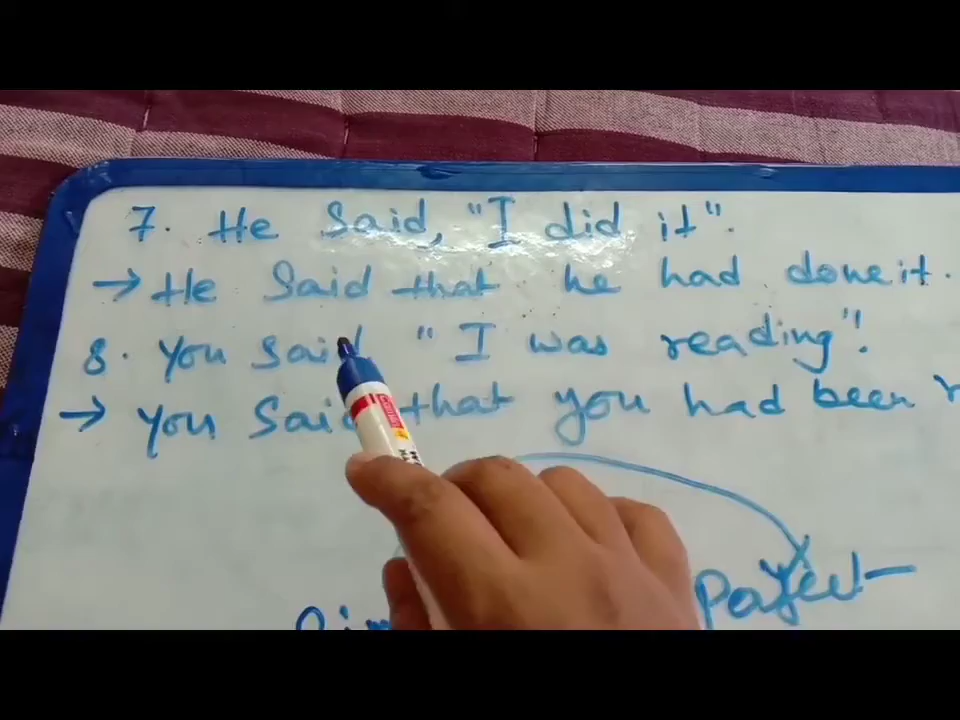 7. He Said, "I did it".
→ He Said that he had done it.
8. You Said "I was reading"!
→ You Said that you had been
Perfect